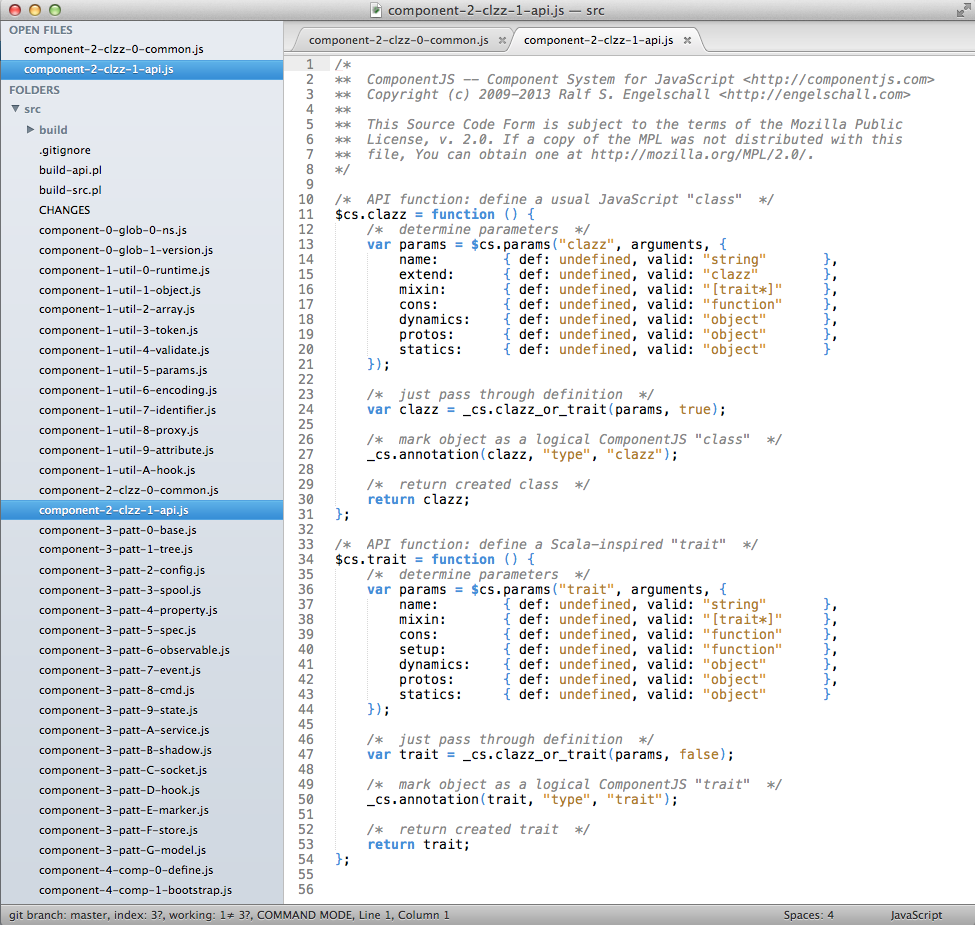 component-2-clzz-1-api.js — src
OPEN FILES
component-2-clzz-0-common.js
component-2-clzz-1-api.js
FOLDERS
src
build
.gitignore
build-api.pl
build-src.pl
CHANGES
component-0-glob-0-ns.js
component-0-glob-1-version.js
component-1-util-0-runtime.js
component-1-util-1-object.js
component-1-util-2-array.js
component-1-util-3-token.js
component-1-util-4-validate.js
component-1-util-5-params.js
component-1-util-6-encoding.js
component-1-util-7-identifier.js
component-1-util-8-proxy.js
component-1-util-9-attribute.js
component-1-util-A-hook.js
component-2-clzz-0-common.js
component-2-clzz-1-api.js
component-3-patt-0-base.js
component-3-patt-1-tree.js
component-3-patt-2-config.js
component-3-patt-3-spool.js
component-3-patt-4-property.js
component-3-patt-5-spec.js
component-3-patt-6-observable.js
component-3-patt-7-event.js
component-3-patt-8-cmd.js
component-3-patt-9-state.js
component-3-patt-A-service.js
component-3-patt-B-shadow.js
component-3-patt-C-socket.js
component-3-patt-D-hook.js
component-3-patt-E-marker.js
component-3-patt-F-store.js
component-3-patt-G-model.js
component-4-comp-0-define.js
component-4-comp-1-bootstrap.js
component-2-clzz-0-common.js × component-2-clzz-1-api.js ×
1 /*
2 **  ComponentJS -- Component System for JavaScript <http://componentjs.com>
3 **  Copyright (c) 2009-2013 Ralf S. Engelschall <http://engelschall.com>
4 **
5 **  This Source Code Form is subject to the terms of the Mozilla Public
6 **  License, v. 2.0. If a copy of the MPL was not distributed with this
7 **  file, You can obtain one at http://mozilla.org/MPL/2.0/.
8 */
9
10 /*  API function: define a usual JavaScript "class"  */
11 $cs.clazz = function () {
12     /*  determine parameters  */
13     var params = $cs.params("clazz", arguments, {
14         name:        { def: undefined, valid: "string"       },
15         extend:      { def: undefined, valid: "clazz"        },
16         mixin:       { def: undefined, valid: "[trait*]"     },
17         cons:        { def: undefined, valid: "function"     },
18         dynamics:    { def: undefined, valid: "object"       },
19         protos:      { def: undefined, valid: "object"       },
20         statics:     { def: undefined, valid: "object"       }
21     });
22
23     /*  just pass through definition  */
24     var clazz = _cs.clazz_or_trait(params, true);
25
26     /*  mark object as a logical ComponentJS "class"  */
27     _cs.annotation(clazz, "type", "clazz");
28
29     /*  return created class  */
30     return clazz;
31 };
32
33 /*  API function: define a Scala-inspired "trait"  */
34 $cs.trait = function () {
35     /*  determine parameters  */
36     var params = $cs.params("trait", arguments, {
37         name:        { def: undefined, valid: "string"       },
38         mixin:       { def: undefined, valid: "[trait*]"     },
39         cons:        { def: undefined, valid: "function"     },
40         setup:       { def: undefined, valid: "function"     },
41         dynamics:    { def: undefined, valid: "object"       },
42         protos:      { def: undefined, valid: "object"       },
43         statics:     { def: undefined, valid: "object"       }
44     });
45
46     /*  just pass through definition  */
47     var trait = _cs.clazz_or_trait(params, false);
48
49     /*  mark object as a logical ComponentJS "trait"  */
50     _cs.annotation(trait, "type", "trait");
51
52     /*  return created trait  */
53     return trait;
54 };
55
56
git branch: master, index: 3?, working: 1≠ 3?, COMMAND MODE, Line 1, Column 1 Spaces: 4 JavaScript